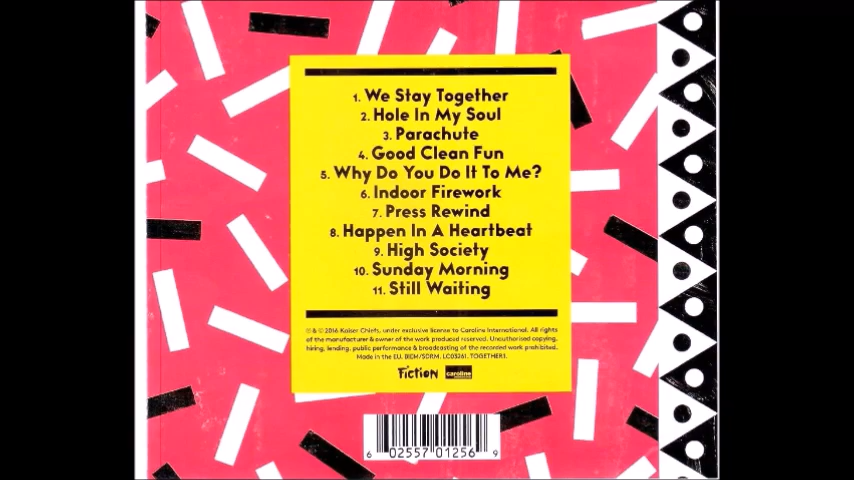 1. We Stay Together
2. Hole In My Soul
3. Parachute
4. Good Clean Fun
5. Why Do You Do It To Me?
6. Indoor Firework
7. Press Rewind
8. Happen In A Heartbeat
9. High Society
10. Sunday Morning
11. Still Waiting
℗ & © 2016 Kaiser Chiefs, under exclusive license to Caroline International. All rights
of the manufacturer & owner of the work produced reserved. Unauthorised copying,
hiring, lending, public performance & broadcasting of the recorded work prohibited.
Made in the EU. BIEM/SDRM. LC03261. TOGETHER1.
Fiction caroline
6 02557 01256 9